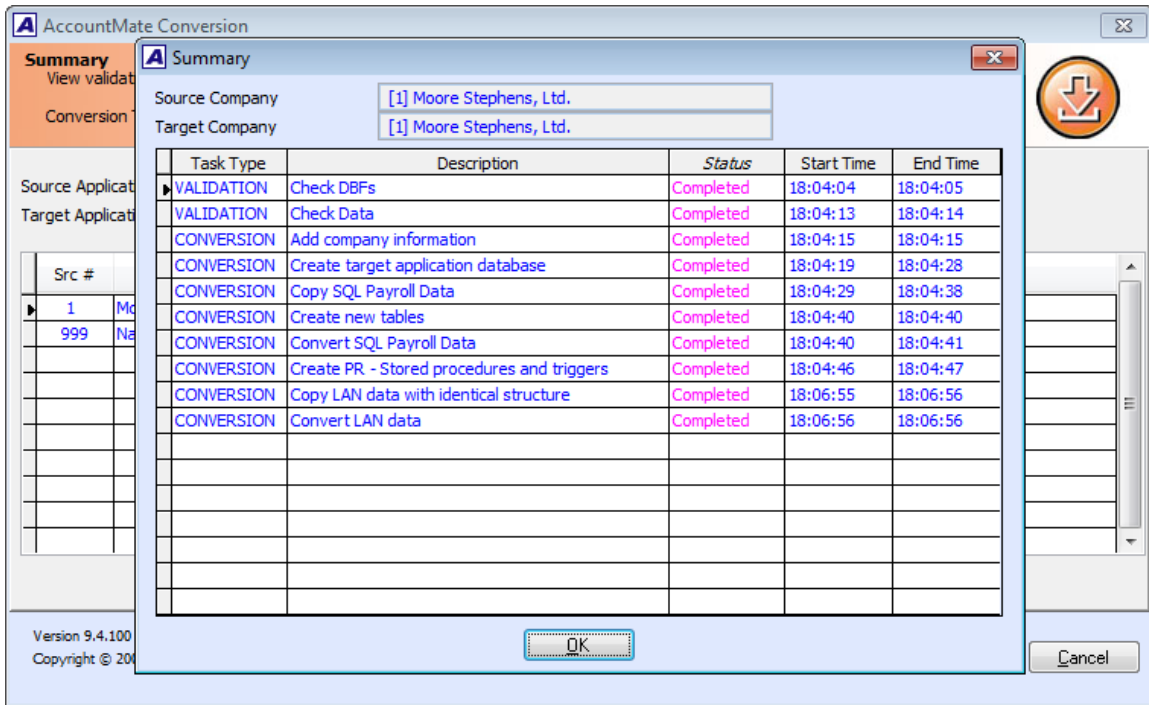 A AccountMate Conversion
Summary
View validat
Conversion
Source Applicat
Target Applicati
Src #
1 Mo
999 Na
Version 9.4.100
Copyright © 200
Cancel
A Summary
Source Company [1] Moore Stephens, Ltd.
Target Company [1] Moore Stephens, Ltd.
Task Type Description Status Start Time End Time
VALIDATION Check DBFs Completed 18:04:04 18:04:05
VALIDATION Check Data Completed 18:04:13 18:04:14
CONVERSION Add company information Completed 18:04:15 18:04:15
CONVERSION Create target application database Completed 18:04:19 18:04:28
CONVERSION Copy SQL Payroll Data Completed 18:04:29 18:04:38
CONVERSION Create new tables Completed 18:04:40 18:04:40
CONVERSION Convert SQL Payroll Data Completed 18:04:40 18:04:41
CONVERSION Create PR - Stored procedures and triggers Completed 18:04:46 18:04:47
CONVERSION Copy LAN data with identical structure Completed 18:06:55 18:06:56
CONVERSION Convert LAN data Completed 18:06:56 18:06:56
OK